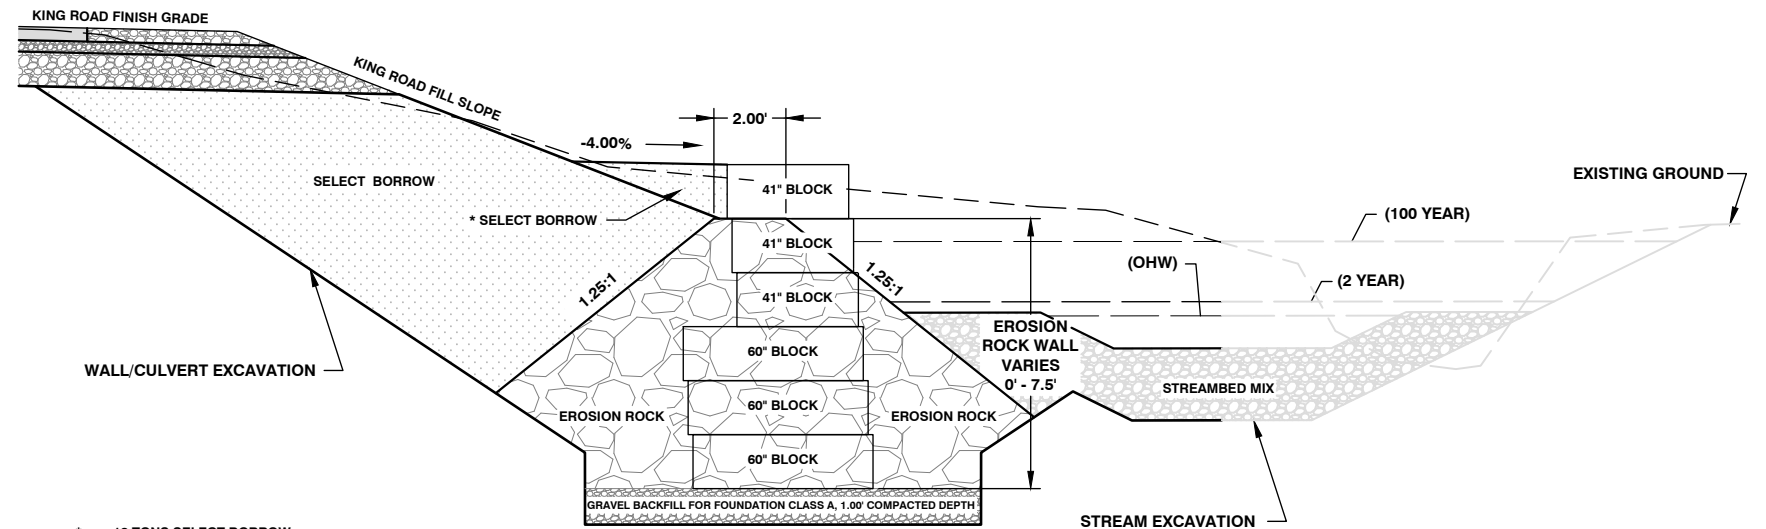 KING ROAD FINISH GRADE
KING ROAD FILL SLOPE
2.00'
-4.00%
EXISTING GROUND
SELECT BORROW
41" BLOCK
* SELECT BORROW
(100 YEAR)
41" BLOCK
(OHW)
1.25:1
1.25:1
(2 YEAR)
41" BLOCK
EROSION
ROCK WALL
VARIES
0' - 7.5'
60" BLOCK
WALL/CULVERT EXCAVATION
STREAMBED MIX
60" BLOCK
EROSION ROCK
EROSION ROCK
60" BLOCK
GRAVEL BACKFILL FOR FOUNDATION CLASS A, 1.00' COMPACTED DEPTH
STREAM EXCAVATION
TONS SELECT BORROW